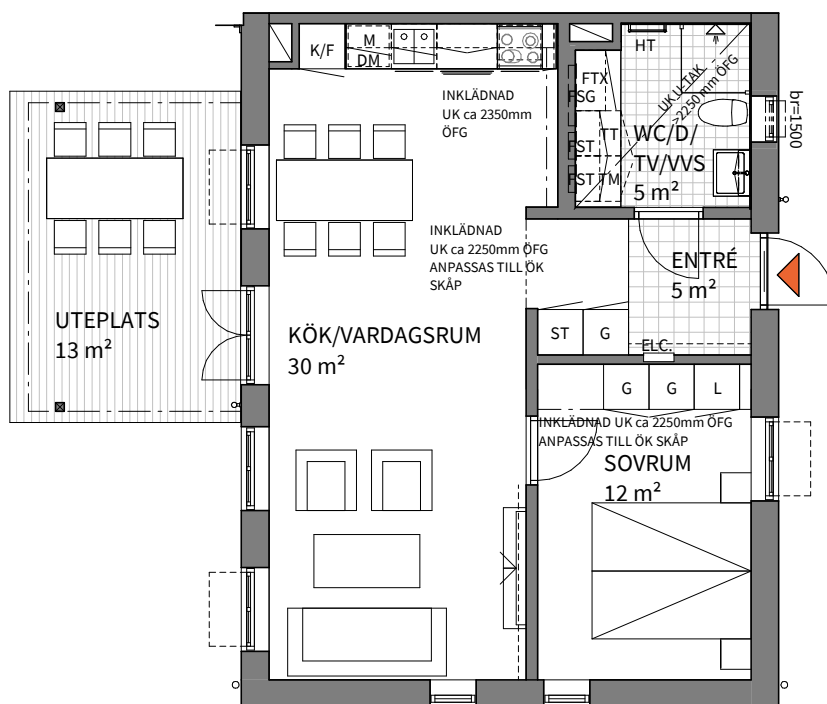 K/F
M
DM
HT
INKLÄDNAD
UK ca 2350mm
ÖFG
FTX
FSG
UK U-TAK
>2250 mm ÖFG
br=1500
TT
FST
FST TM
WC/D/
TV/VVS
5 m²
INKLÄDNAD
UK ca 2250mm ÖFG
ANPASSAS TILL ÖK
SKÅP
ENTRÉ
5 m²
UTEPLATS
13 m²
KÖK/VARDAGSRUM
30 m²
ST
G
ELC.
G
G
L
INKLÄDNAD UK ca 2250mm ÖFG
ANPASSAS TILL ÖK SKÅP
SOVRUM
12 m²